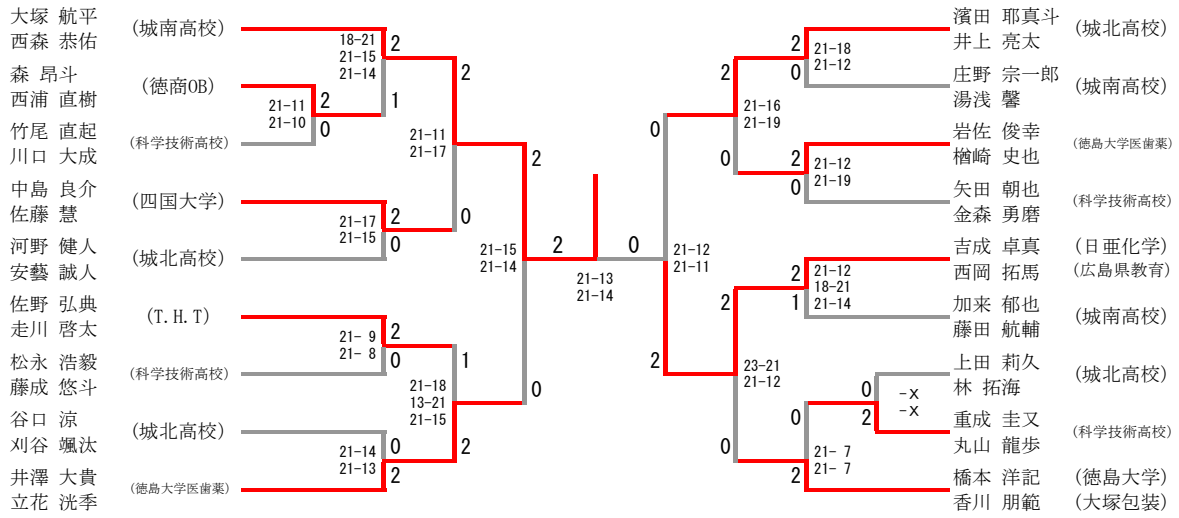 大塚 航平
西森 恭佑
(城南高校)
森 昂斗
西浦 直樹
(徳商OB)
竹尾 直起
川口 大成
(科学技術高校)
中島 良介
佐藤 慧
(四国大学)
河野 健人
安藝 誠人
(城北高校)
佐野 弘典
走川 啓太
(T.H.T)
松永 浩毅
藤成 悠斗
(科学技術高校)
谷口 涼
刈谷 颯汰
(城北高校)
井澤 大貴
立花 洸季
(徳島大学医歯薬)
21-11
21-10
2
0
18-21
21-15
21-14
2
1
21-17
21-15
2
0
21- 9
21- 8
2
0
21-14
21-13
0
2
21-11
21-17
2
0
21-18
13-21
21-15
1
2
21-15
21-14
2
0
2
0
21-13
21-14
21-12
21-11
0
2
21-16
21-19
2
0
23-21
21-12
2
0
21-18
21-12
2
0
21-12
21-19
2
0
21-12
18-21
21-14
2
1
21- 7
21- 7
0
2
-X
-X
0
2
濱田 耶真斗
井上 亮太
(城北高校)
庄野 宗一郎
湯浅 馨
(城南高校)
岩佐 俊幸
楢崎 史也
(徳島大学医歯薬)
矢田 朝也
金森 勇磨
(科学技術高校)
吉成 卓真 (日亜化学)
西岡 拓馬 (広島県教育)
加来 郁也
藤田 航輔
(城南高校)
上田 莉久
林 拓海
(城北高校)
重成 圭又
丸山 龍歩
(科学技術高校)
橋本 洋記 (徳島大学)
香川 朋範 (大塚包装)